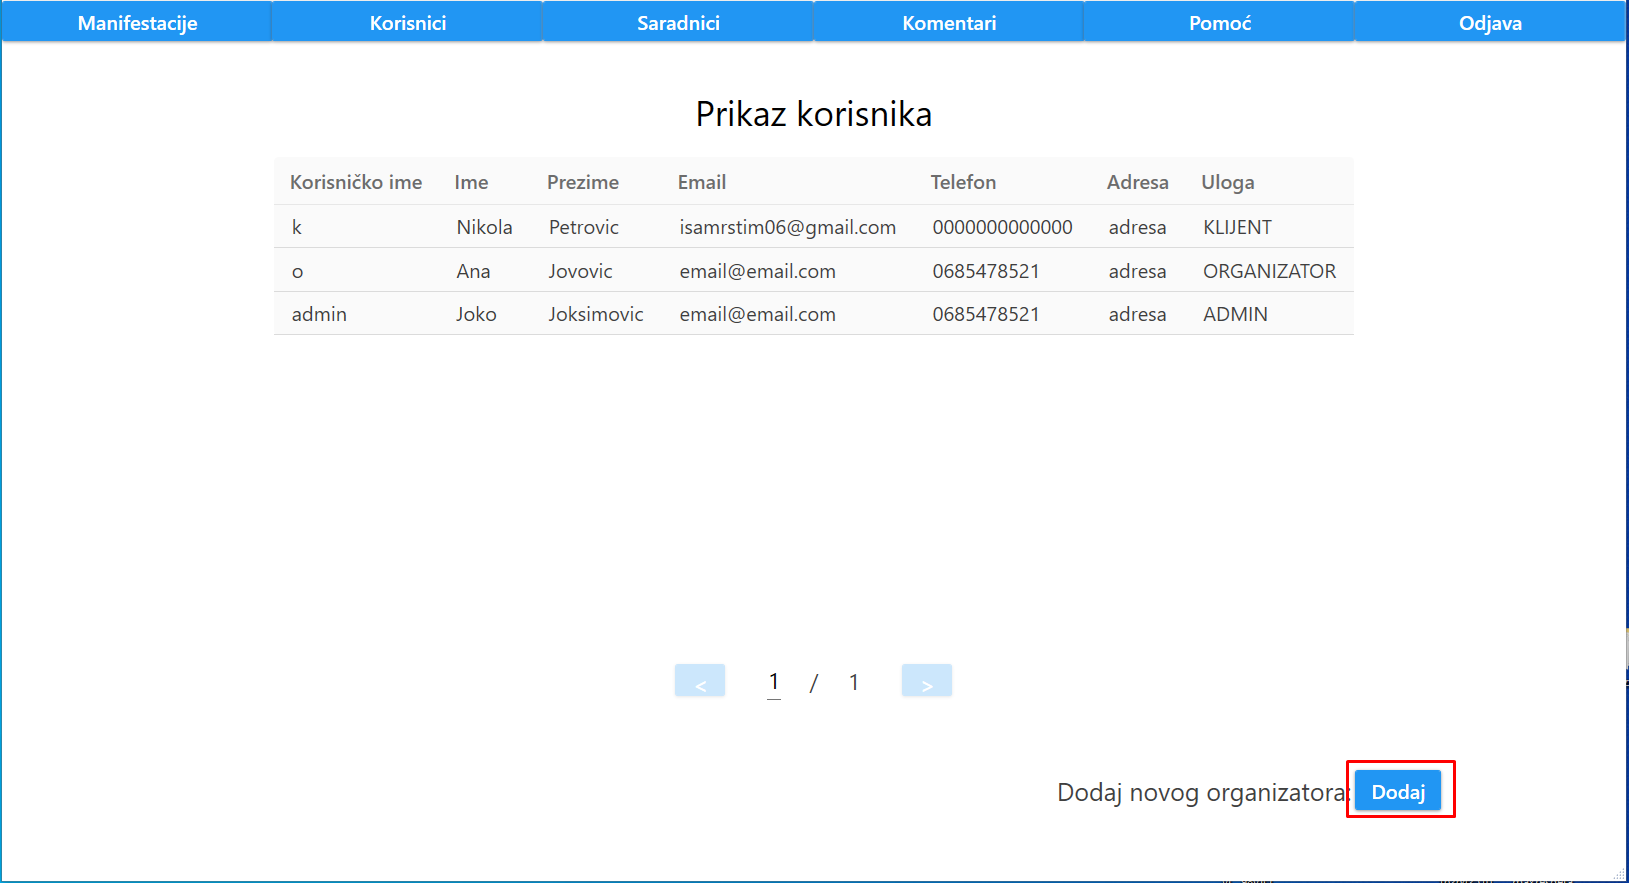 Manifestacije Korisnici Saradnici Komentari Pomoć Odjava
Prikaz korisnika
Korisničko ime Ime Prezime Email Telefon Adresa Uloga
k Nikola Petrovic isamrstim06@gmail.com 0000000000000 adresa KLIJENT
o Ana Jovovic email@email.com 0685478521 adresa ORGANIZATOR
admin Joko Joksimovic email@email.com 0685478521 adresa ADMIN
< 1 / 1 >
Dodaj novog organizatora: Dodaj